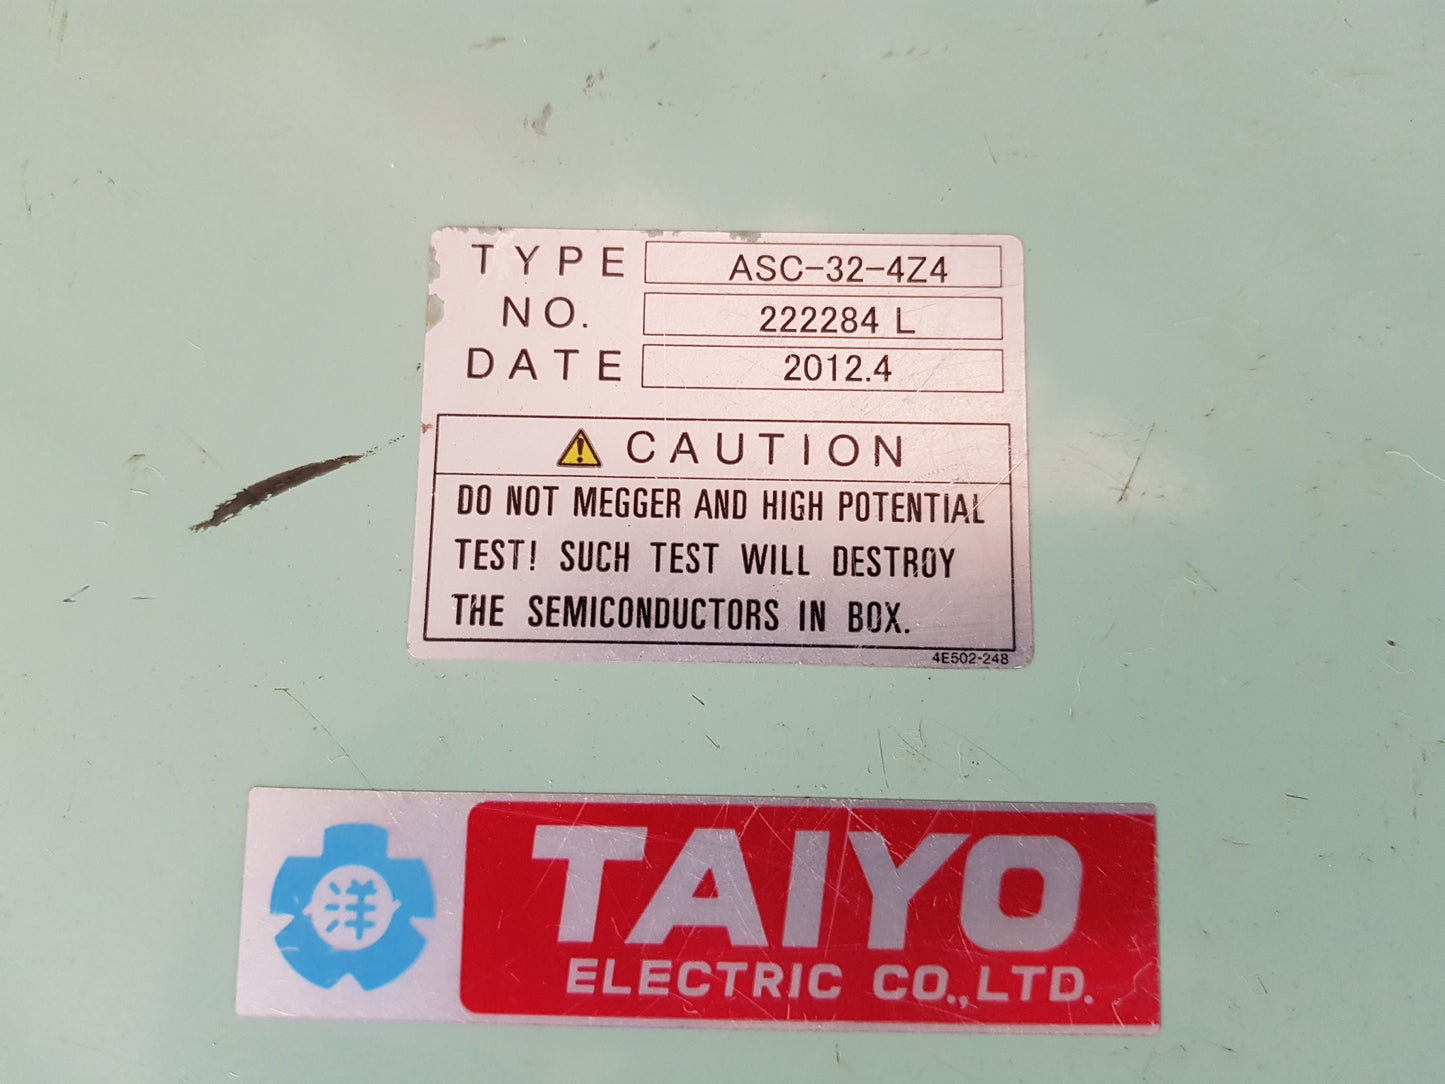 TYPE ASC-32-4Z4
NO. 222284 L
DATE 2012.4
CAUTION
DO NOT MEGGER AND HIGH POTENTIAL
TEST! SUCH TEST WILL DESTROY
THE SEMICONDUCTORS IN BOX.
4E502-248
洋
TAIYO
ELECTRIC CO., LTD.